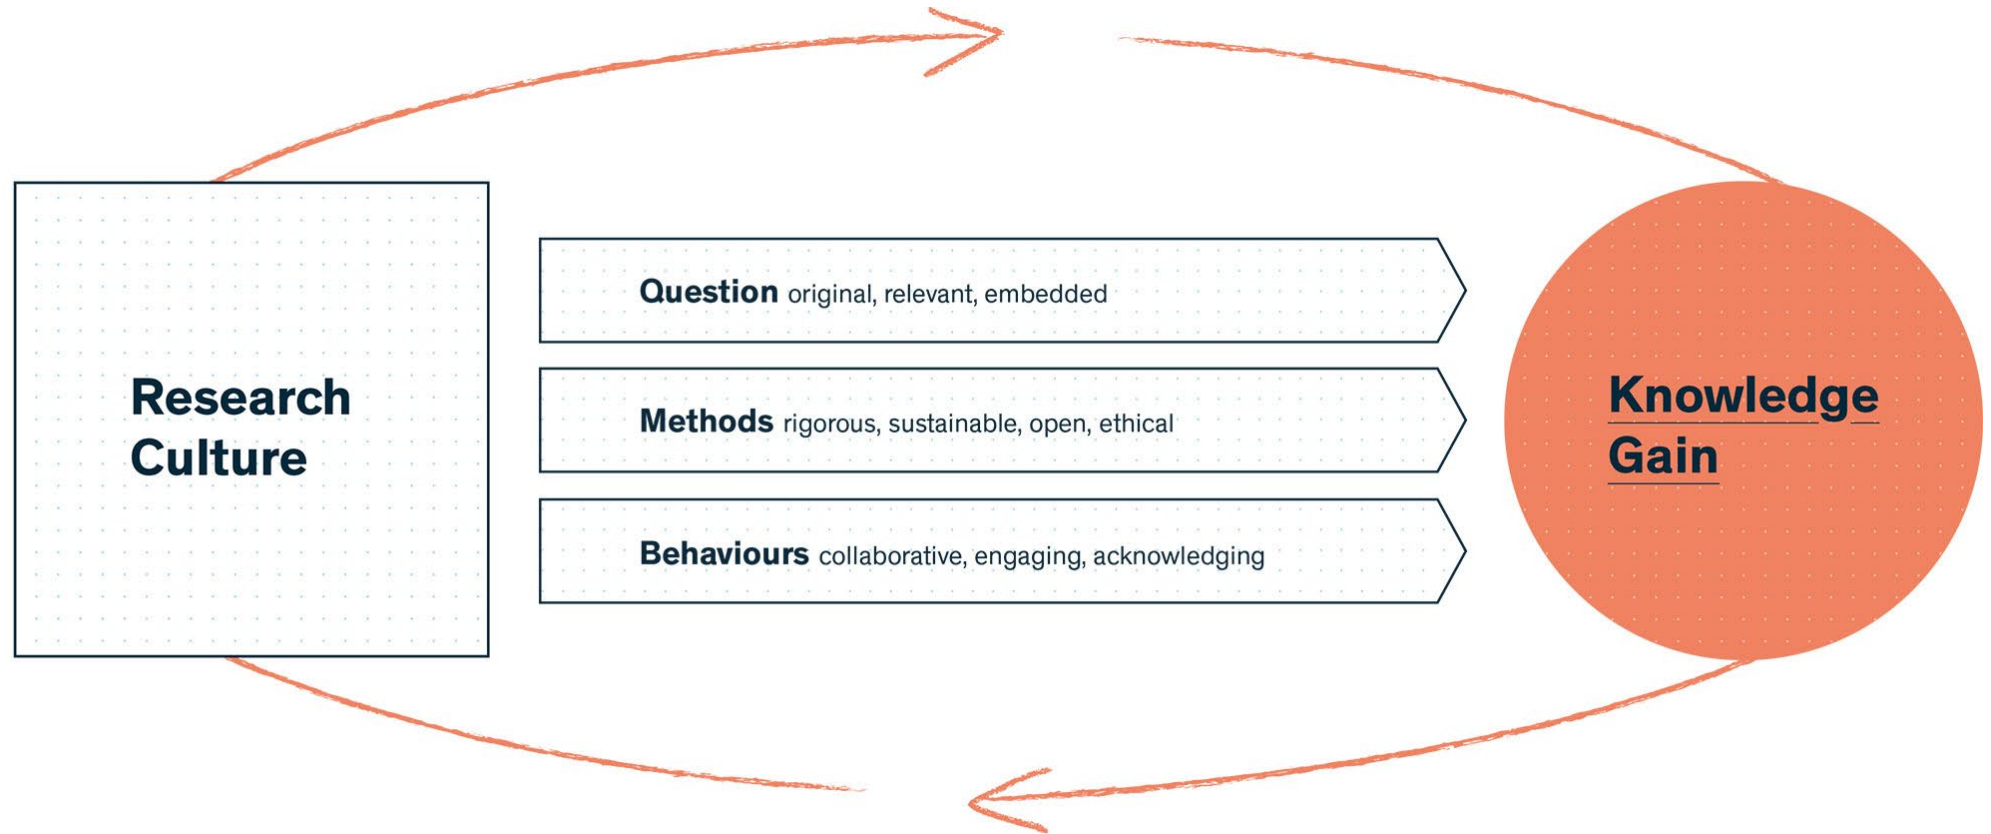 Research
Culture
Question original, relevant, embedded
Methods rigorous, sustainable, open, ethical
Behaviours collaborative, engaging, acknowledging
Knowledge
Gain